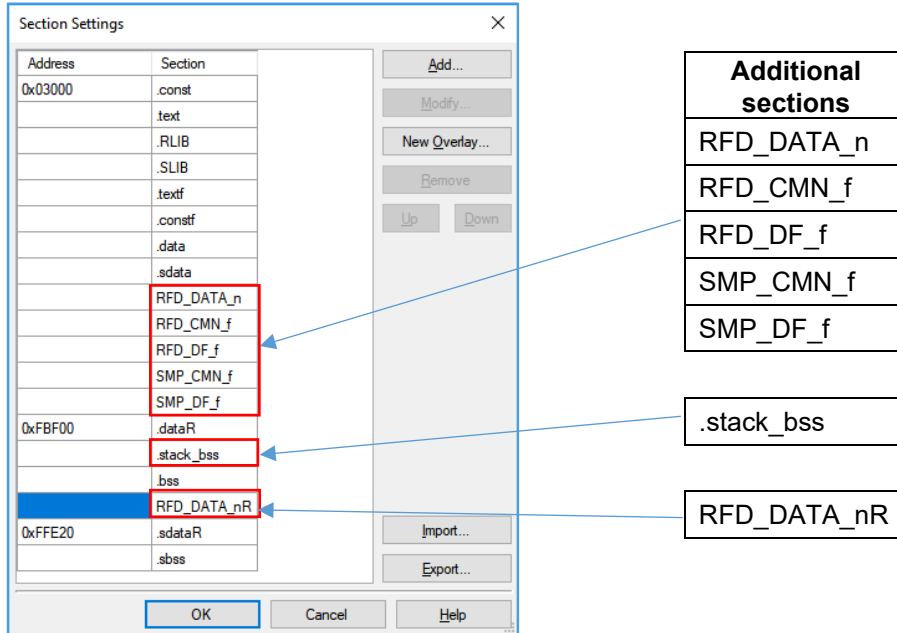 Section Settings
Address Section
0x03000 .const
.text
.RLIB
.SLIB
.textf
.constf
.data
.sdata
RFD_DATA_n
RFD_CMN_f
RFD_DF_f
SMP_CMN_f
SMP_DF_f
0xFBF00 .dataR
.stack_bss
.bss
RFD_DATA_nR
0xFFE20 .sdataR
.sbss
Add...
Modify...
New Overlay...
Remove
Up Down
Import...
Export...
OK Cancel Help
Additional
sections
RFD_DATA_n
RFD_CMN_f
RFD_DF_f
SMP_CMN_f
SMP_DF_f
.stack_bss
RFD_DATA_nR